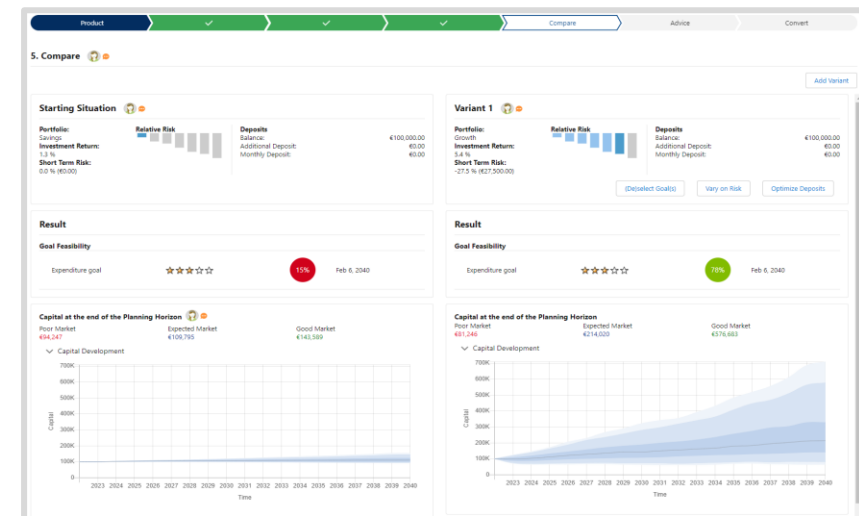 Product
Compare
Advice
Convert
5. Compare
Add Variant
Starting Situation
Portfolio:
Savings
Investment Return:
1.3 %
Short Term Risk:
0.0 % (€0.00)
Relative Risk
Deposits
Balance: €100,000.00
Additional Deposit: €0.00
Monthly Deposit: €0.00
Variant 1
Portfolio:
Growth
Investment Return:
5.4 %
Short Term Risk:
-27.5 % (€27,500.00)
Relative Risk
Deposits
Balance: €100,000.00
Additional Deposit: €0.00
Monthly Deposit: €0.00
(De)select Goal(s)
Vary on Risk
Optimize Deposits
Result
Goal Feasibility
Expenditure goal 15% Feb 6, 2040
Result
Goal Feasibility
Expenditure goal 78% Feb 6, 2040
Capital at the end of the Planning Horizon
Poor Market Expected Market Good Market
€94,247 €109,795 €143,589
Capital Development
700K
600K
500K
400K
300K
200K
100K
0
Capital
2023 2024 2025 2026 2027 2028 2029 2030 2031 2032 2033 2034 2035 2036 2037 2038 2039 2040
Time
Capital at the end of the Planning Horizon
Poor Market Expected Market Good Market
€81,246 €214,020 €576,683
Capital Development
700K
600K
500K
400K
300K
200K
100K
0
Capital
2023 2024 2025 2026 2027 2028 2029 2030 2031 2032 2033 2034 2035 2036 2037 2038 2039 2040
Time